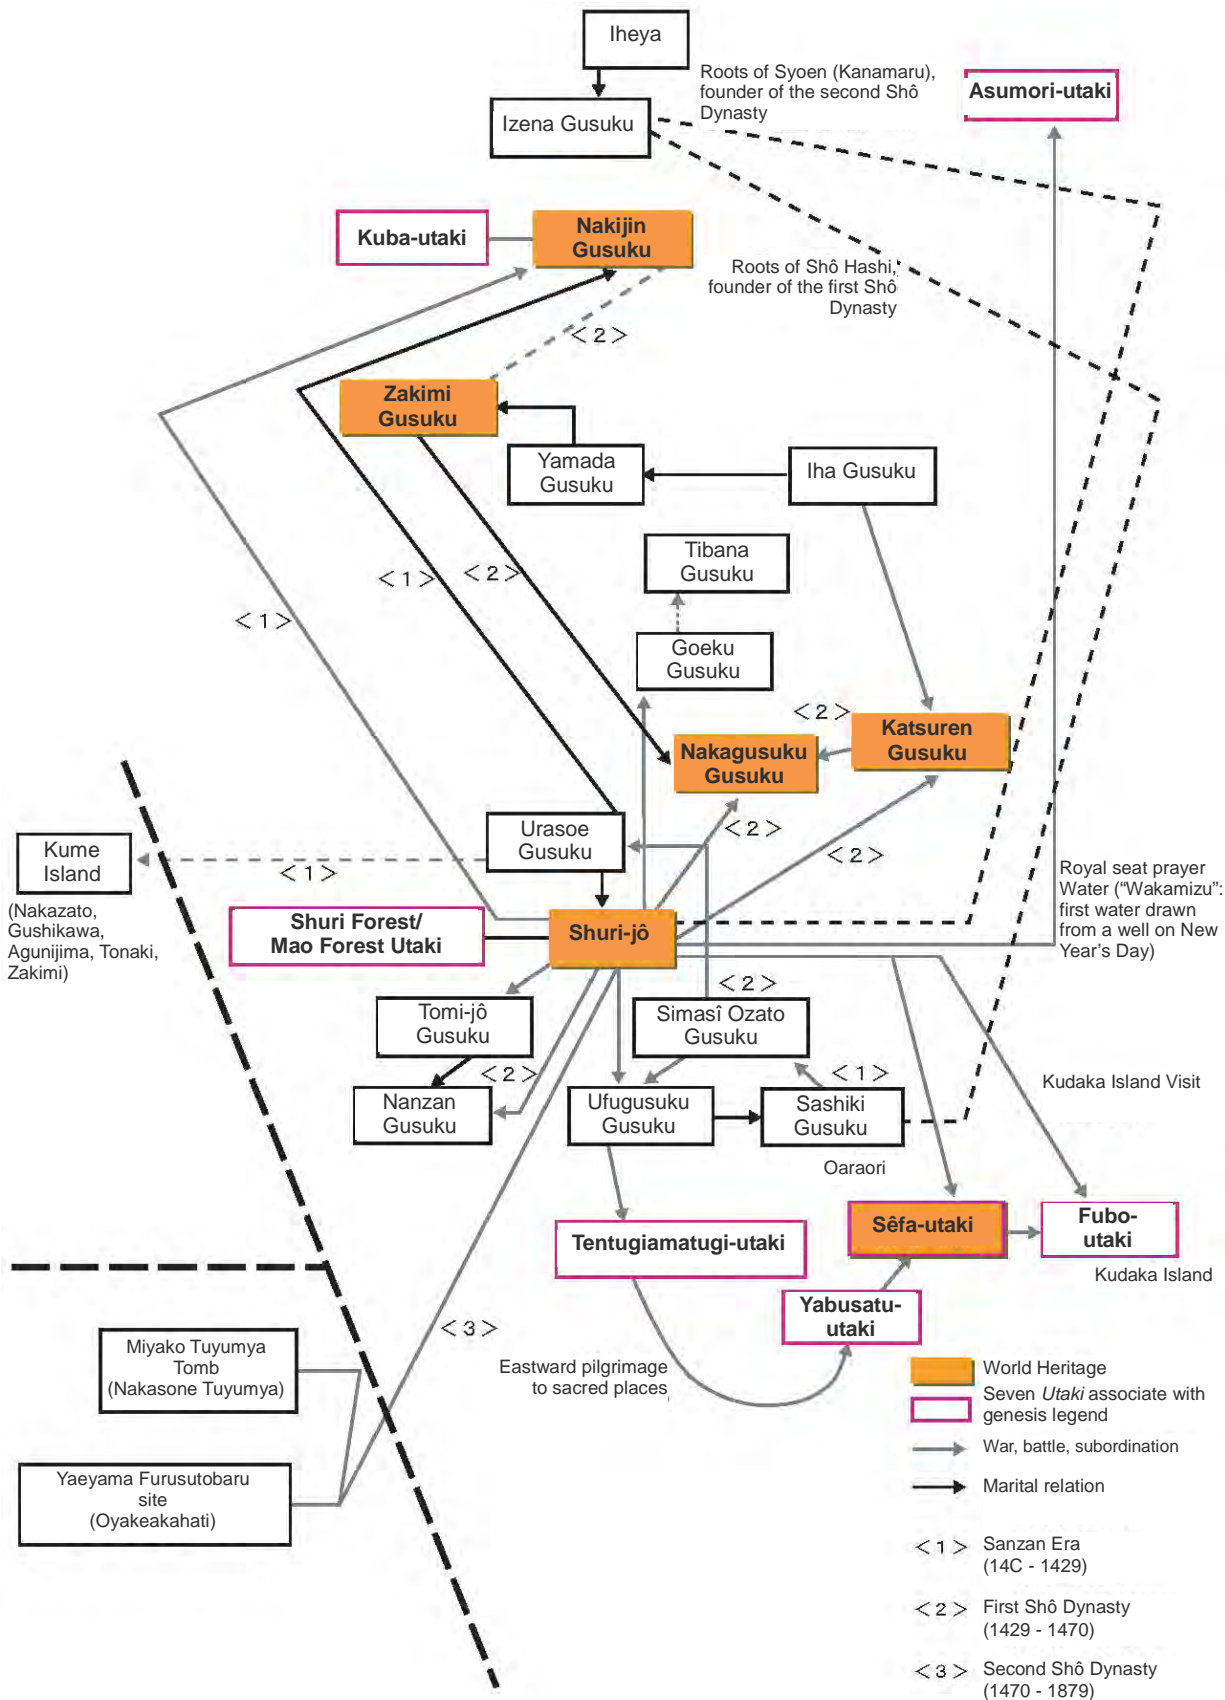 Iheya
Roots of Syoen (Kanamaru),
founder of the second Shô
Dynasty
Asumori-utaki
Izena Gusuku
Kuba-utaki
Nakijin
Gusuku
Roots of Shô Hashi,
founder of the first Shô
Dynasty
< 2 >
Zakimi
Gusuku
Yamada
Gusuku
Iha Gusuku
Tibana
Gusuku
< 1 >
< 2 >
< 1 >
Goeku
Gusuku
< 2 >
Katsuren
Gusuku
Nakagusuku
Gusuku
Urasoe
Gusuku
< 2 >
< 2 >
Kume
Island
< 1 >
(Nakazato,
Gushikawa,
Agunijima, Tonaki,
Zakimi)
Royal seat prayer
Water (“Wakamizu”:
first water drawn
from a well on New
Year’s Day)
Shuri Forest/
Mao Forest Utaki
Shuri-jô
< 2 >
Tomi-jô
Gusuku
Simasî Ozato
Gusuku
< 2 >
< 1 >
Kudaka Island Visit
Nanzan
Gusuku
Ufugusuku
Gusuku
Sashiki
Gusuku
Oaraori
Tentugiamatugi-utaki
Sêfa-utaki
Fubo-
utaki
Kudaka Island
Yabusatu-
utaki
< 3 >
Miyako Tuyumya
Tomb
(Nakasone Tuyumya)
Eastward pilgrimage
to sacred places
Yaeyama Furusutobaru
site
(Oyakeakahati)
World Heritage
Seven Utaki associate with
genesis legend
War, battle, subordination
Marital relation
< 1 > Sanzan Era
(14C - 1429)
< 2 > First Shô Dynasty
(1429 - 1470)
< 3 > Second Shô Dynasty
(1470 - 1879)